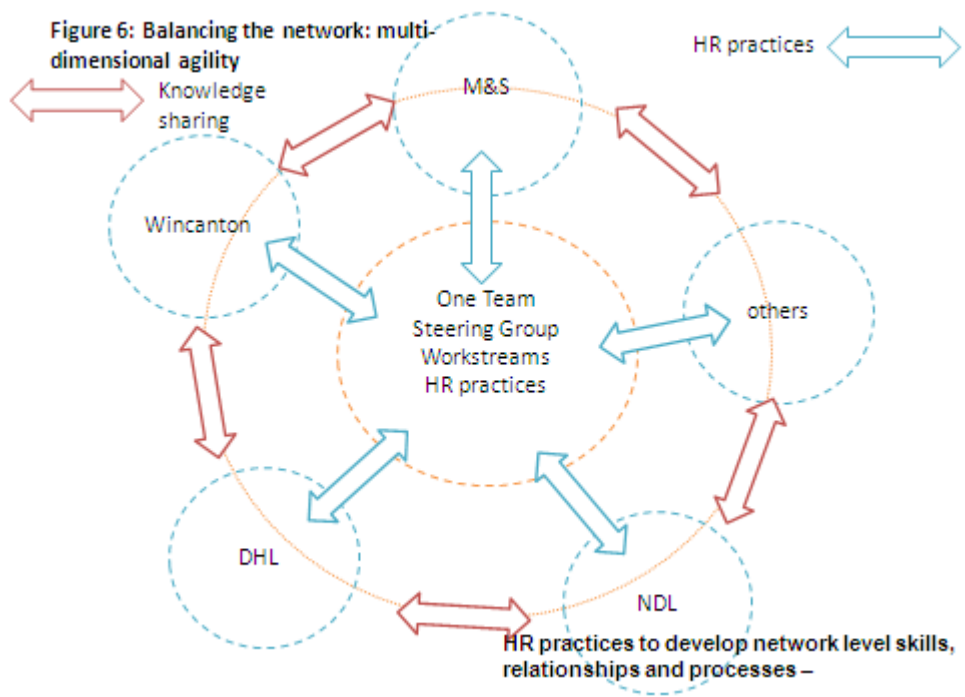 Figure 6: Balancing the network: multi-
dimensional agility
HR practices
Knowledge
sharing
M&S
Wincanton
others
One Team
Steering Group
Workstreams
HR practices
DHL
NDL
HR practices to develop network level skills,
relationships and processes –